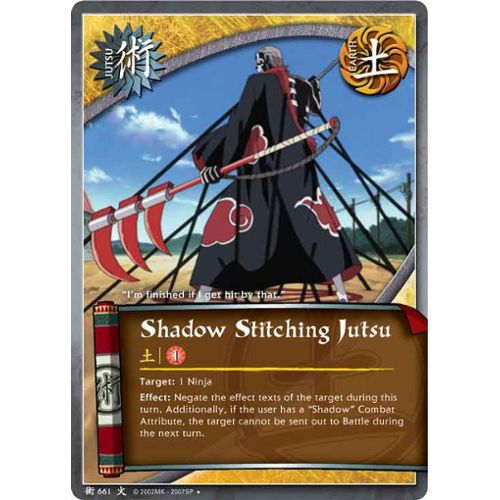 JUTSU
術
EARTH
土
"I'm finished if I get hit by that."
Shadow Stitching Jutsu
土 1
Target: 1 Ninja
Effect: Negate the effect texts of the target during this
turn. Additionally, if the user has a "Shadow" Combat
Attribute, the target cannot be sent out to Battle during
the next turn.
術 661 火 © 2002MK - 2007SP